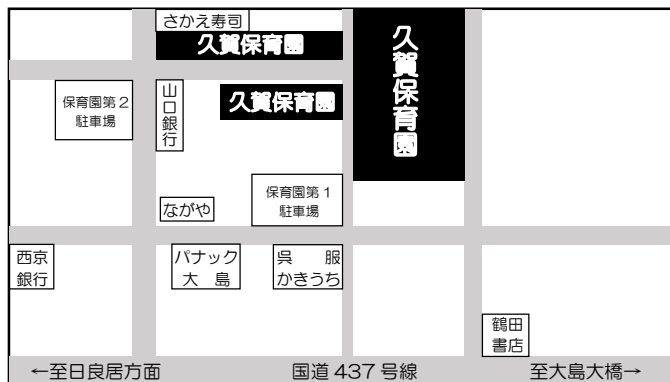 さかえ寿司
久賀保育園
久賀保育園
久賀保育園
保育園第2
駐車場
山口銀行
保育園第1
駐車場
ながや
西京
銀行
パナック
大島
呉服
かきうち
鶴田
書店
←至日良居方面 国道437号線 至大島大橋→